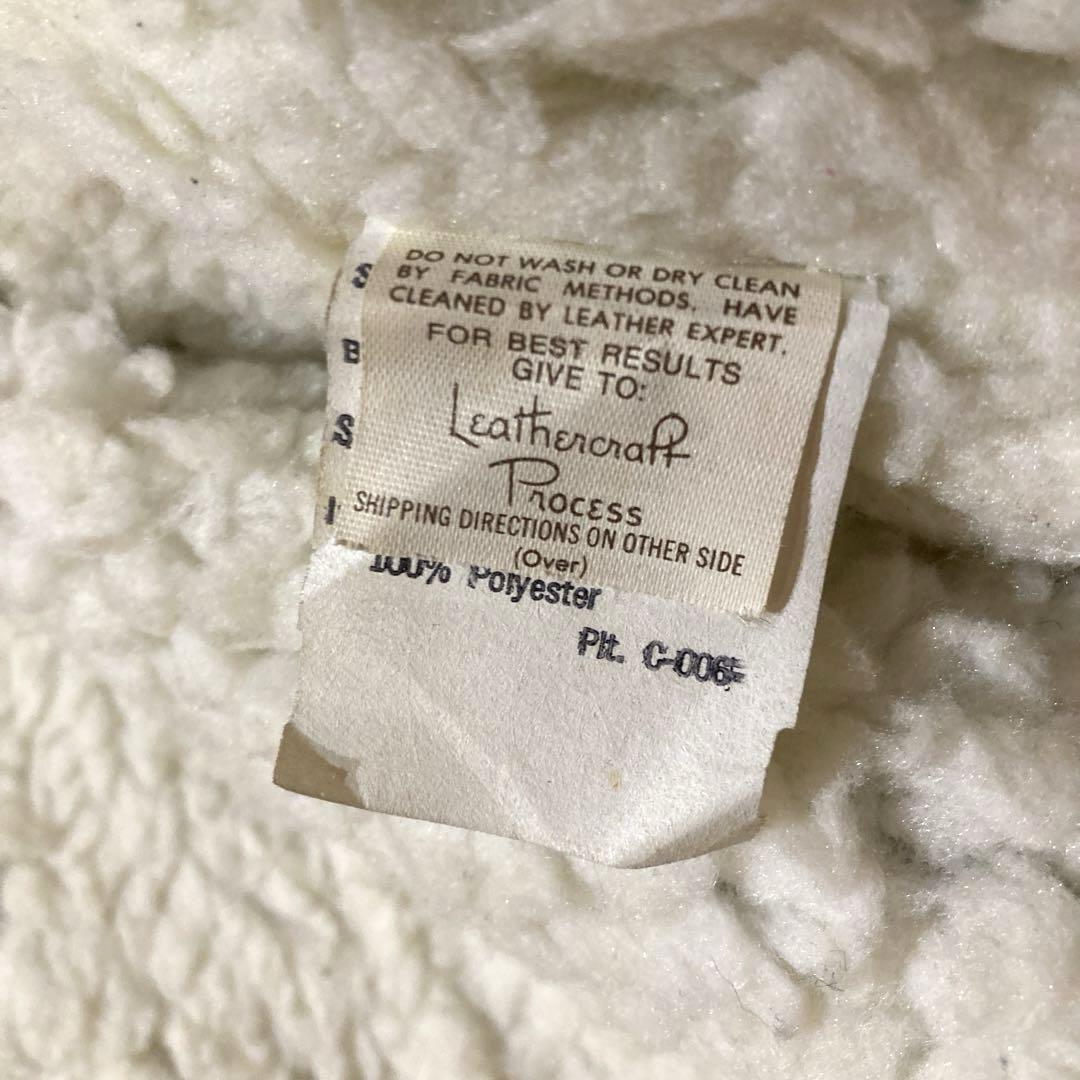 DO NOT WASH OR DRY CLEAN
BY FABRIC METHODS. HAVE
CLEANED BY LEATHER EXPERT.
FOR BEST RESULTS
GIVE TO:
Leathercraft
Process
SHIPPING DIRECTIONS ON OTHER SIDE
(Over)
S
B
S
100% Polyester
Plt. C-006